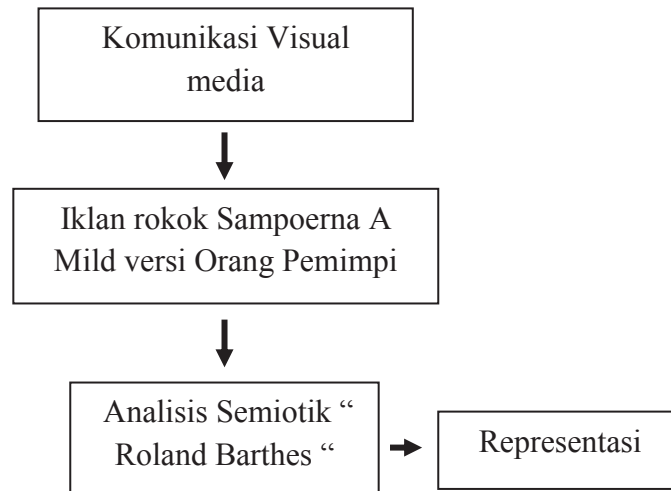 Komunikasi Visual
media
Iklan rokok Sampoerna A
Mild versi Orang Pemimpi
Analisis Semiotik “
Roland Barthes “
Representasi